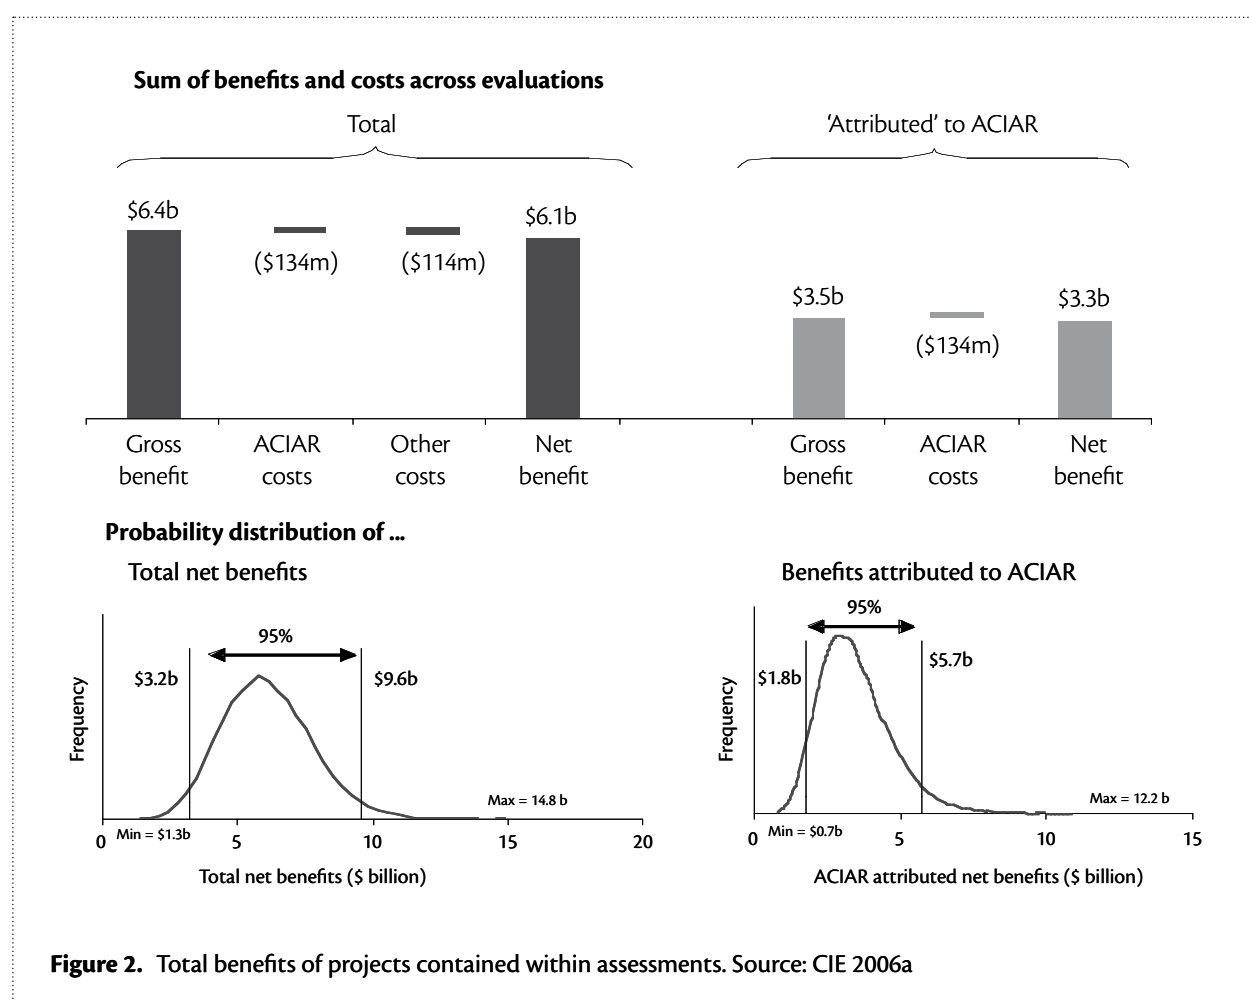 Sum of benefits and costs across evaluations
Total
‘Attributed’ to ACIAR
$6.4b
($134m)
($114m)
$6.1b
$3.5b
($134m)
$3.3b
Gross
benefit
ACIAR
costs
Other
costs
Net
benefit
Gross
benefit
ACIAR
costs
Net
benefit
Probability distribution of ...
Total net benefits
95%
$3.2b
$9.6b
Frequency
Max = 14.8 b
Min = $1.3b
0
5
10
15
20
Total net benefits ($ billion)
Benefits attributed to ACIAR
95%
$1.8b
$5.7b
Frequency
Max = 12.2 b
Min = $0.7b
0
5
10
15
ACIAR attributed net benefits ($ billion)
Figure 2. Total benefits of projects contained within assessments. Source: CIE 2006a